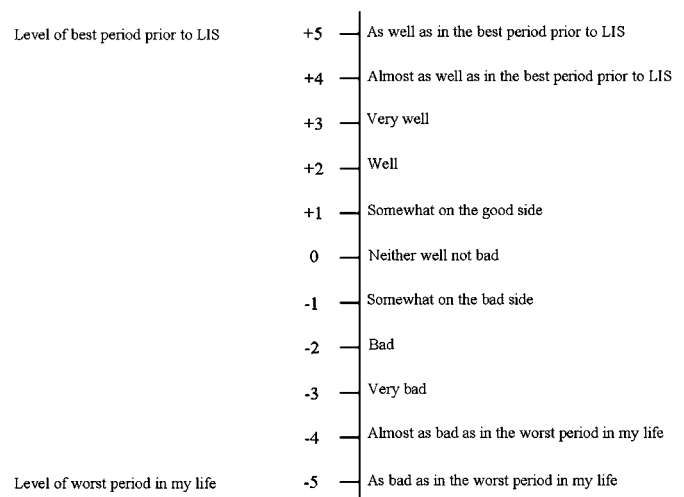 Level of best period prior to LIS +5 As well as in the best period prior to LIS
+4 Almost as well as in the best period prior to LIS
+3 Very well
+2 Well
+1 Somewhat on the good side
0 Neither well not bad
-1 Somewhat on the bad side
-2 Bad
-3 Very bad
-4 Almost as bad as in the worst period in my life
Level of worst period in my life -5 As bad as in the worst period in my life